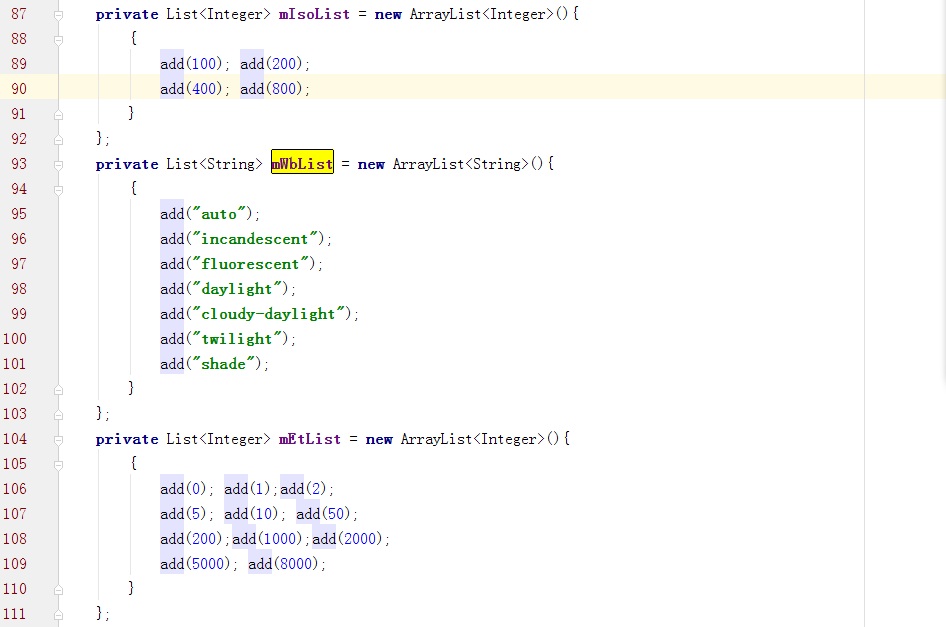 87 private List<Integer> mIsoList = new ArrayList<Integer>(){
88 {
89 add(100); add(200);
90 add(400); add(800);
91 }
92 };
93 private List<String> mWbList = new ArrayList<String>(){
94 {
95 add("auto");
96 add("incandescent");
97 add("fluorescent");
98 add("daylight");
99 add("cloudy-daylight");
100 add("twilight");
101 add("shade");
102 }
103 };
104 private List<Integer> mEtList = new ArrayList<Integer>(){
105 {
106 add(0); add(1);add(2);
107 add(5); add(10); add(50);
108 add(200);add(1000);add(2000);
109 add(5000); add(8000);
110 }
111 };